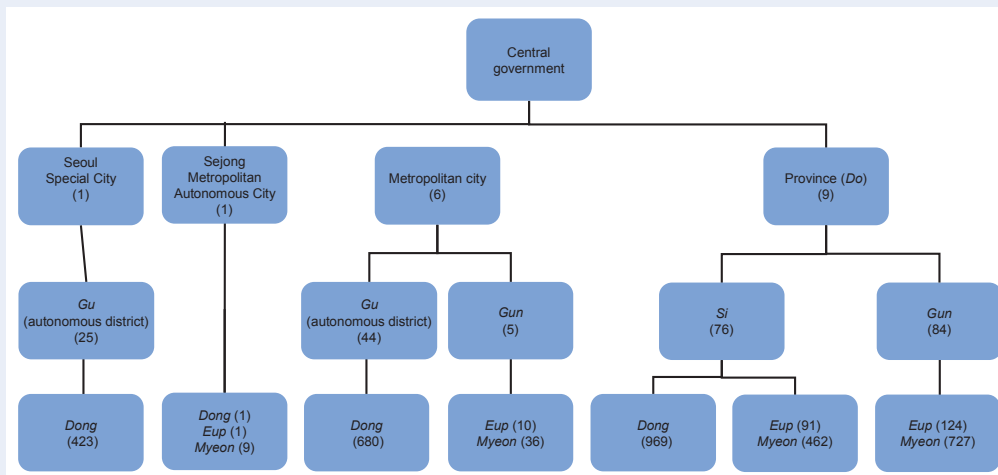 Central
government
Seoul
Special City
(1)
Sejong
Metropolitan
Autonomous City
(1)
Metropolitan city
(6)
Province (Do)
(9)
Gu
(autonomous district)
(25)
Gu
(autonomous district)
(44)
Gun
(5)
Si
(76)
Gun
(84)
Dong
(423)
Dong (1)
Eup (1)
Myeon (9)
Dong
(680)
Eup (10)
Myeon (36)
Dong
(969)
Eup (91)
Myeon (462)
Eup (124)
Myeon (727)